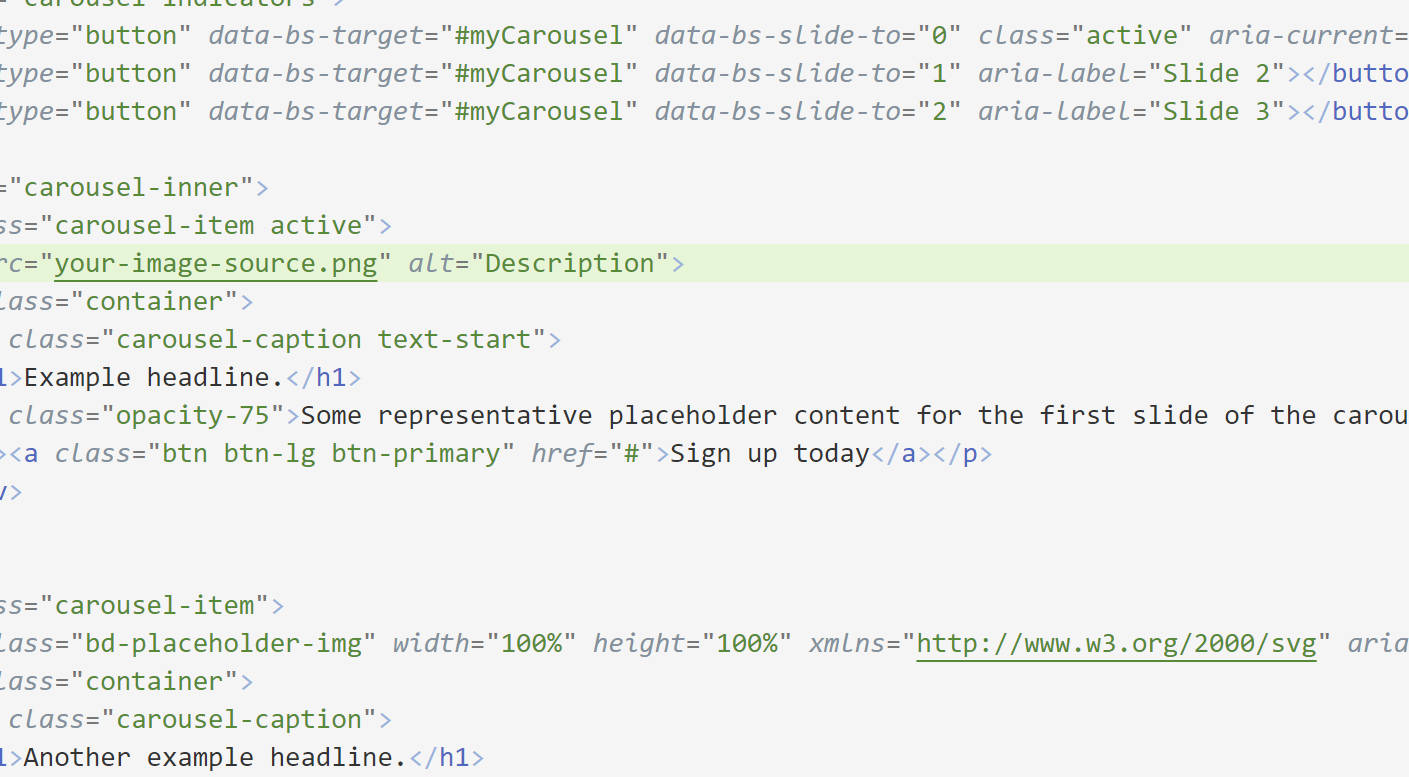 ="carousel-indicators">
type="button" data-bs-target="#myCarousel" data-bs-slide-to="0" class="active" aria-current=
type="button" data-bs-target="#myCarousel" data-bs-slide-to="1" aria-label="Slide 2"></butto
type="button" data-bs-target="#myCarousel" data-bs-slide-to="2" aria-label="Slide 3"></butto
="carousel-inner">
ss="carousel-item active">
rc="your-image-source.png" alt="Description">
lass="container">
class="carousel-caption text-start">
1>Example headline.</h1>
class="opacity-75">Some representative placeholder content for the first slide of the carou
><a class="btn btn-lg btn-primary" href="#">Sign up today</a></p>
v>
ss="carousel-item">
lass="bd-placeholder-img" width="100%" height="100%" xmlns="http://www.w3.org/2000/svg" aria
lass="container">
class="carousel-caption">
1>Another example headline.</h1>